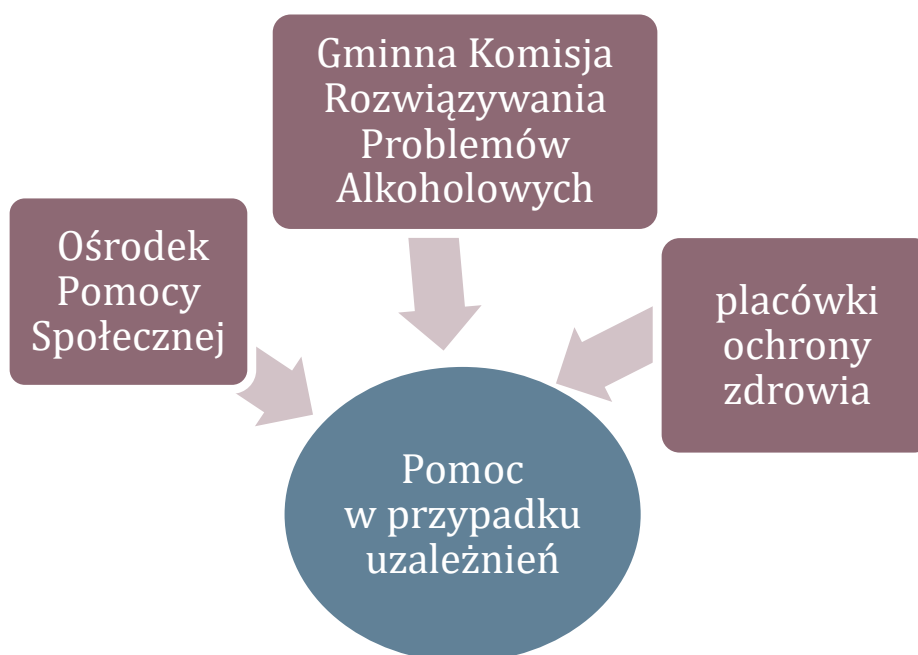 Gminna Komisja
Rozwiązywania
Problemów
Alkoholowych
Ośrodek
Pomocy
Społecznej
placówki
ochrony
zdrowia
Pomoc
w przypadku
uzależnień